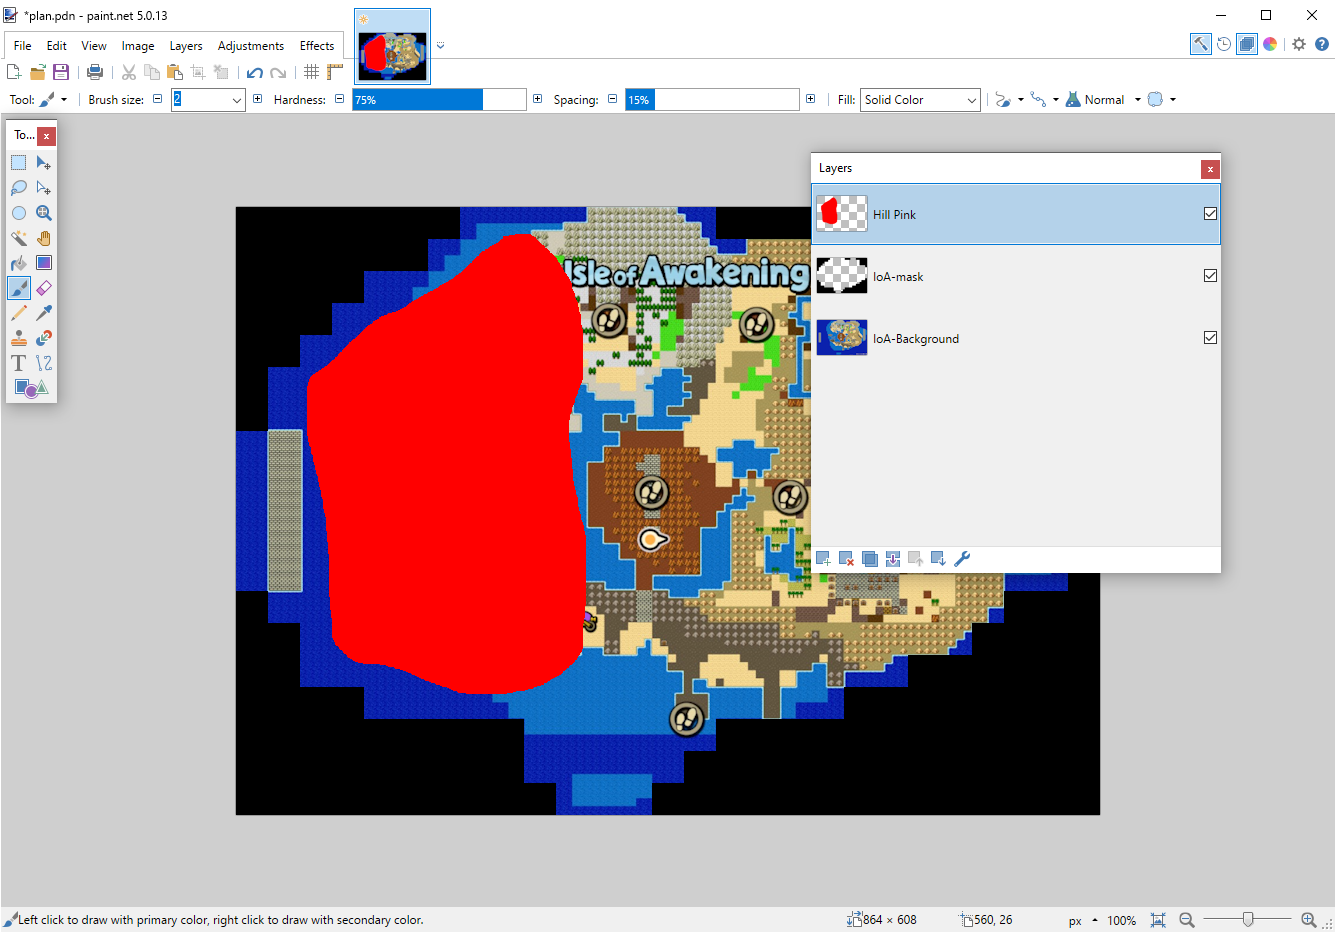 *plan.pdn - paint.net 5.0.13
File Edit View Image Layers Adjustments Effects
Tool: Brush size: 2 Hardness: 75% Spacing: 15% Fill: Solid Color Normal
To...
Layers
Hill Pink
IoA-mask
IoA-Background
Isle of Awakening
Left click to draw with primary color, right click to draw with secondary color.
864 × 608
560, 26
px
100%